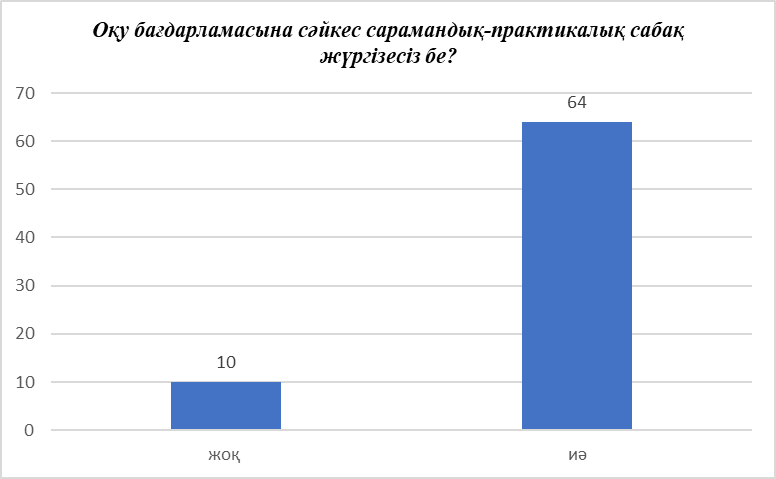 Оқу бағдарламасына сәйкес сарамандық-практикалық сабақ
жүргізесіз бе?
70
60
50
40
30
20
10
0
10
64
жоқ
иә